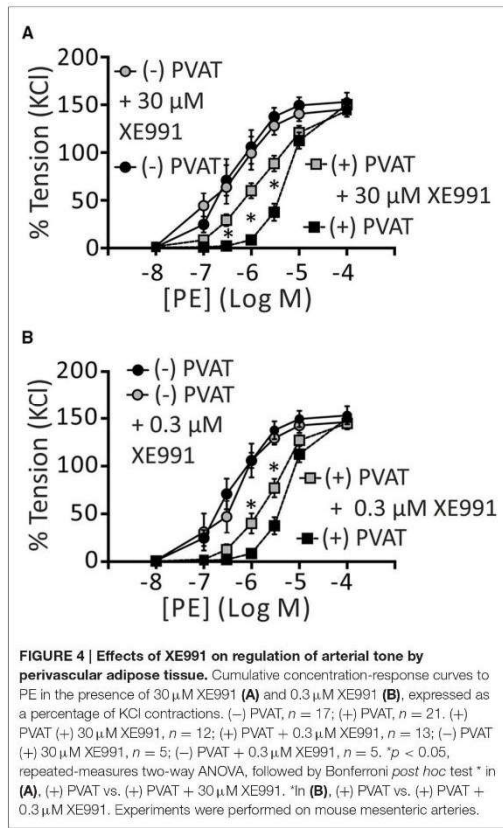 A
(-) PVAT
+ 30 µM
XE991
(-) PVAT
(+) PVAT
+ 30 µM XE991
(+) PVAT
* * *
% Tension (KCl)
200
150
100
50
0
-8 -7 -6 -5 -4
[PE] (Log M)
B
(-) PVAT
(-) PVAT
+ 0.3 µM
XE991
(+) PVAT
+ 0.3 µM XE991
(+) PVAT
* *
% Tension (KCl)
200
150
100
50
0
-8 -7 -6 -5 -4
[PE] (Log M)
FIGURE 4 | Effects of XE991 on regulation of arterial tone by
perivascular adipose tissue. Cumulative concentration-response curves to
PE in the presence of 30 µM XE991 (A) and 0.3 µM XE991 (B), expressed as
a percentage of KCl contractions. (−) PVAT, n = 17; (+) PVAT, n = 21. (+)
PVAT (+) 30 µM XE991, n = 12; (+) PVAT + 0.3 µM XE991, n = 13; (−) PVAT
(+) 30 µM XE991, n = 5; (−) PVAT + 0.3 µM XE991, n = 5. *p < 0.05,
repeated-measures two-way ANOVA, followed by Bonferroni post hoc test * in
(A), (+) PVAT vs. (+) PVAT + 30 µM XE991. *In (B), (+) PVAT vs. (+) PVAT +
0.3 µM XE991. Experiments were performed on mouse mesenteric arteries.